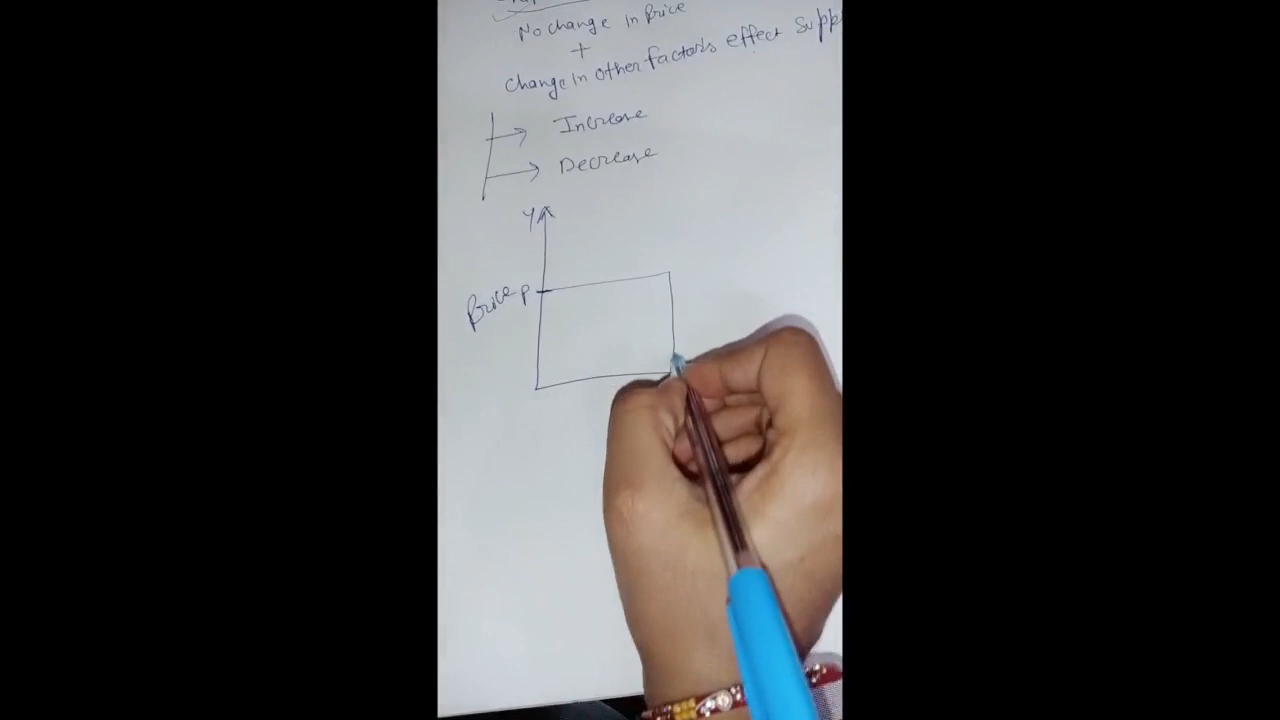 No change in Price
+
Change in other factors effect Supp
Increase
Decrease
Y
Price P